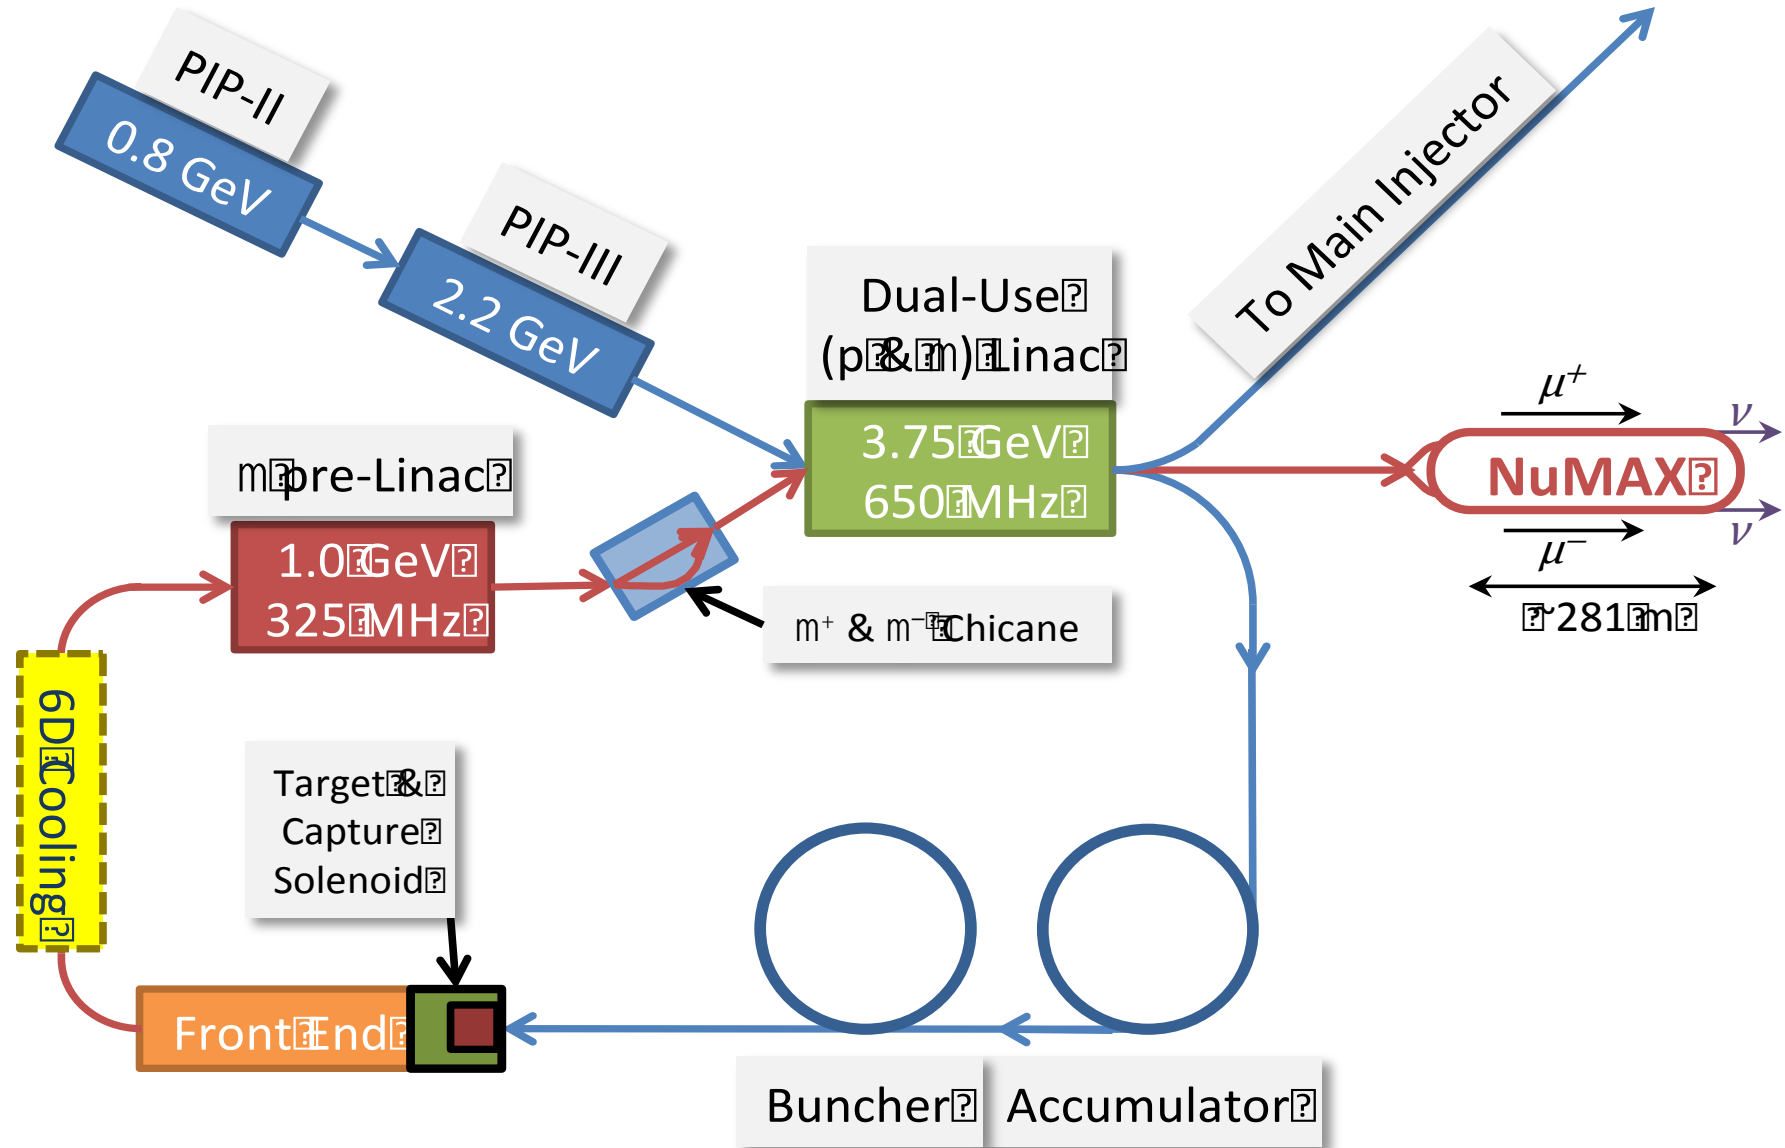 PIP-II
0.8 GeV
PIP-III
2.2 GeV
Dual-Use
(p & m) Linac
3.75 GeV
650 MHz
To Main Injector
μ⁺
ν
NuMAX
ν
μ⁻
~281 m
m pre-Linac
1.0 GeV
325 MHz
m⁺ & m⁻ Chicane
6D Cooling
Target &
Capture
Solenoid
Front End
Buncher
Accumulator